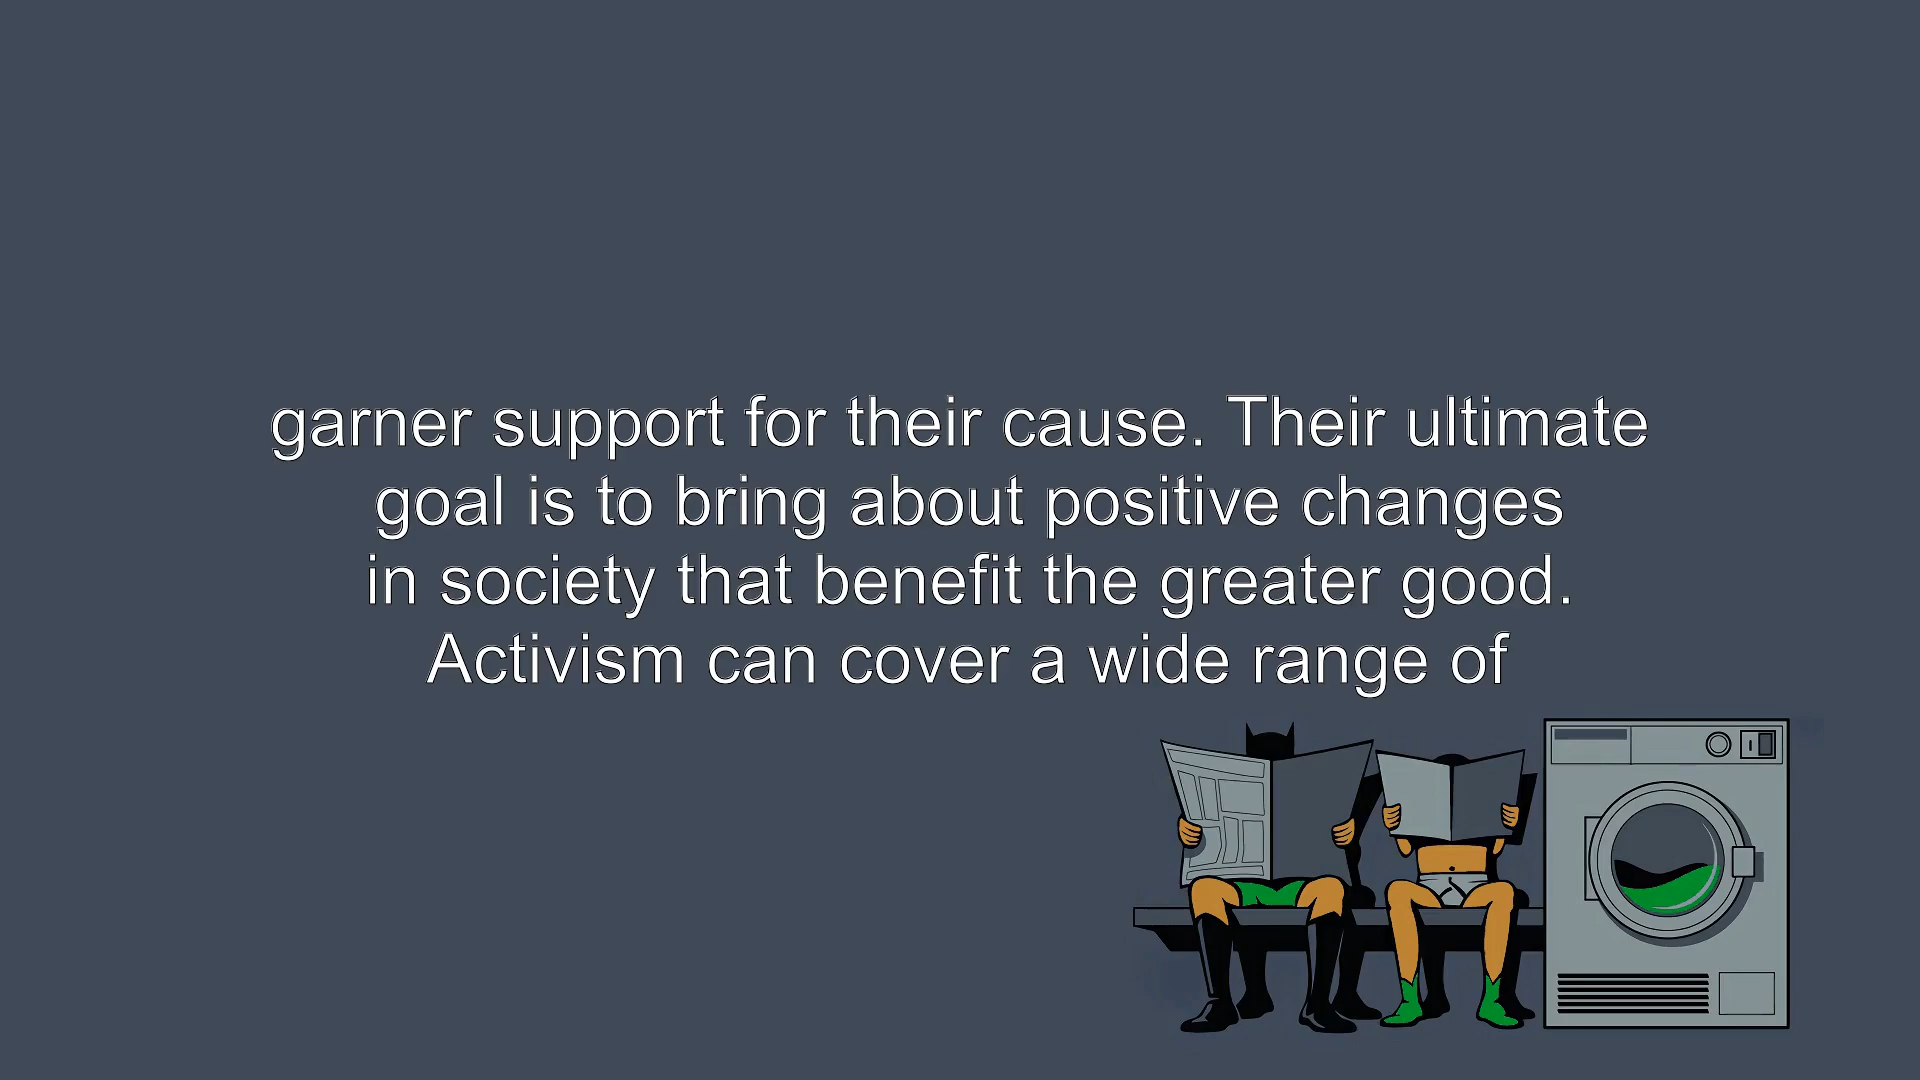 garner support for their cause. Their ultimate
goal is to bring about positive changes
in society that benefit the greater good.
Activism can cover a wide range of